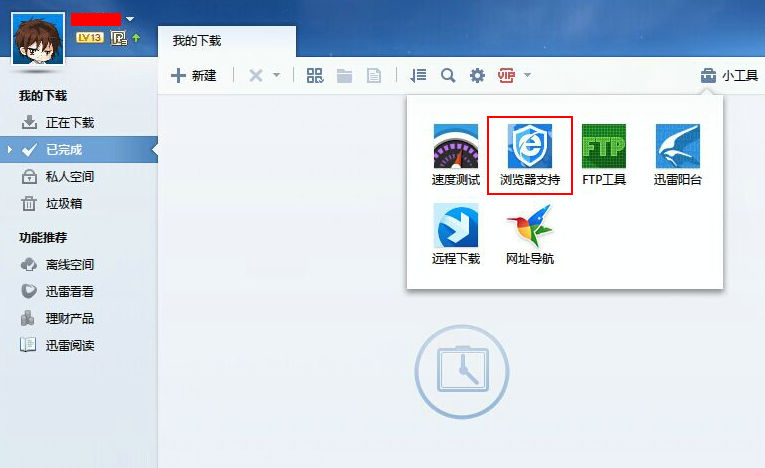 LV13
我的下载
新建
VIP
小工具
我的下载
正在下载
已完成
私人空间
垃圾箱
功能推荐
离线空间
迅雷看看
理财产品
迅雷阅读
FTP
速度测试
浏览器支持
FTP工具
迅雷阳台
远程下载
网址导航